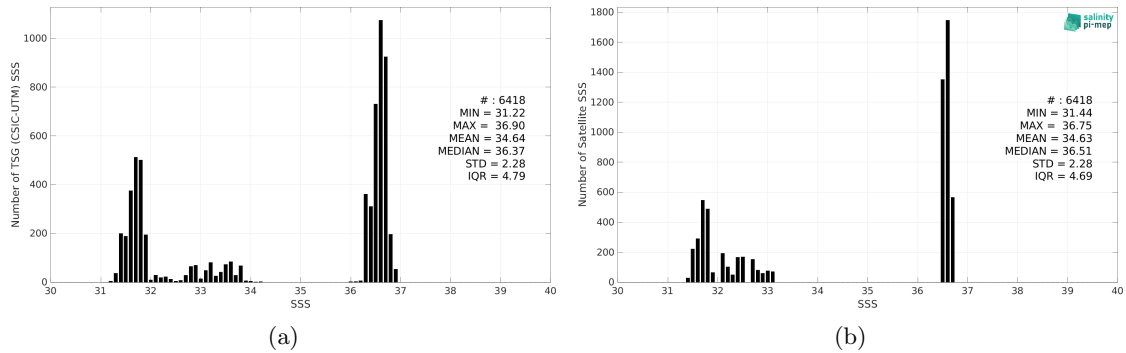 Number of TSG (CSIC-UTM) SSS
1000
800
600
400
200
0
30 31 32 33 34 35 36 37 38 39 40
SSS
# : 6418
MIN = 31.22
MAX = 36.90
MEAN = 34.64
MEDIAN = 36.37
STD = 2.28
IQR = 4.79
(a)
Number of Satellite SSS
1800
1600
1400
1200
1000
800
600
400
200
0
30 31 32 33 34 35 36 37 38 39 40
SSS
salinity
pi-mep
# : 6418
MIN = 31.44
MAX = 36.75
MEAN = 34.63
MEDIAN = 36.51
STD = 2.28
IQR = 4.69
(b)